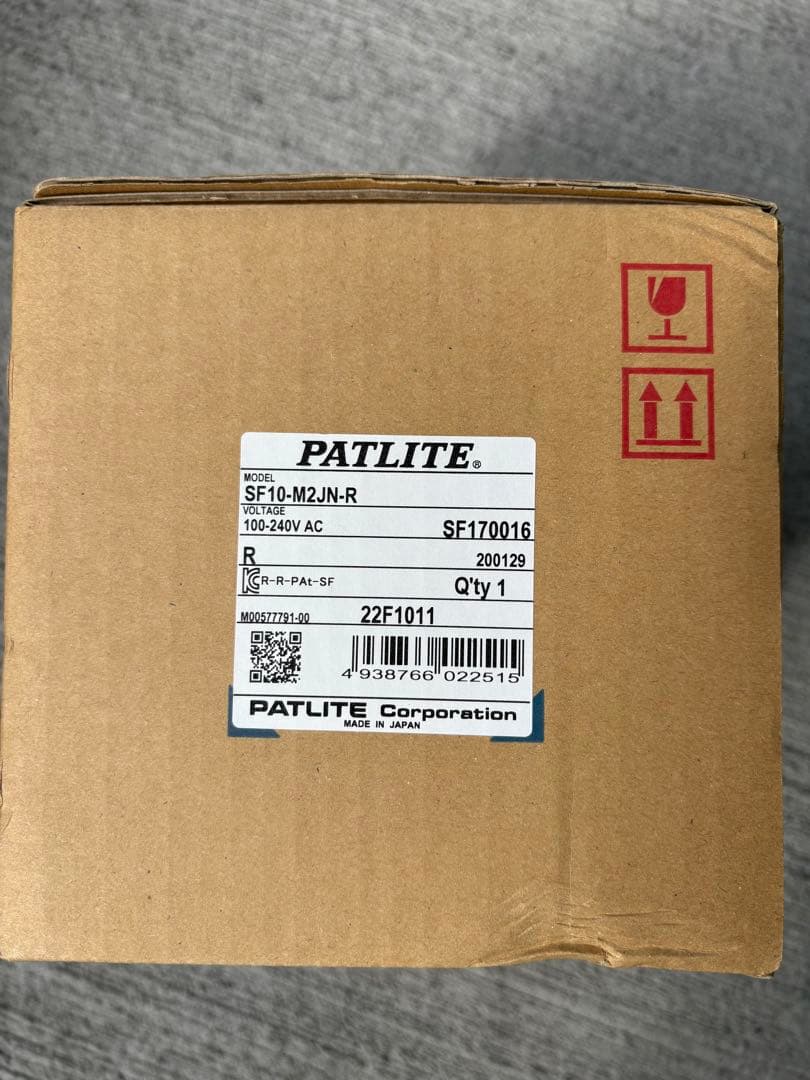 PATLITE®
MODEL
SF10-M2JN-R
VOLTAGE
100-240V AC SF170016
R 200129
R-R-PAt-SF Q'ty 1
M00577791-00 22F1011
4 938766 022515
PATLITE Corporation
MADE IN JAPAN